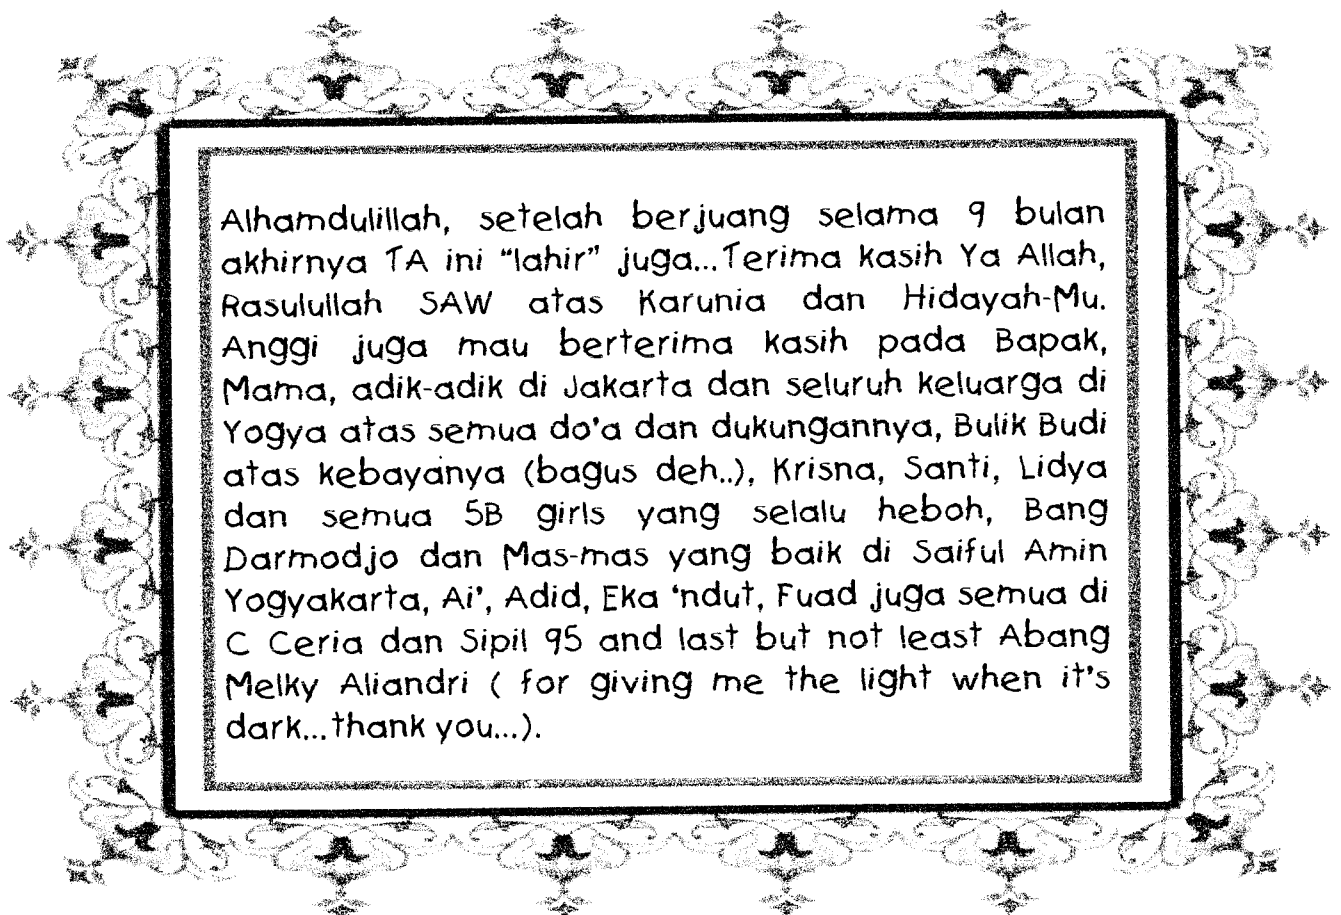 Alhamdulillah, setelah berjuang selama 9 bulan
akhirnya TA ini “lahir” juga...Terima kasih Ya Allah,
Rasulullah SAW atas Karunia dan Hidayah-Mu.
Anggi juga mau berterima kasih pada Bapak,
Mama, adik-adik di Jakarta dan seluruh keluarga di
Yogya atas semua do'a dan dukungannya, Bulik Budi
atas kebayanya (bagus deh..), Krisna, Santi, Lidya
dan semua 5B girls yang selalu heboh, Bang
Darmodjo dan Mas-mas yang baik di Saiful Amin
Yogyakarta, Ai', Adid, Eka 'ndut, Fuad juga semua di
C Ceria dan Sipil 95 and last but not least Abang
Melky Aliandri ( for giving me the light when it's
dark...thank you...).